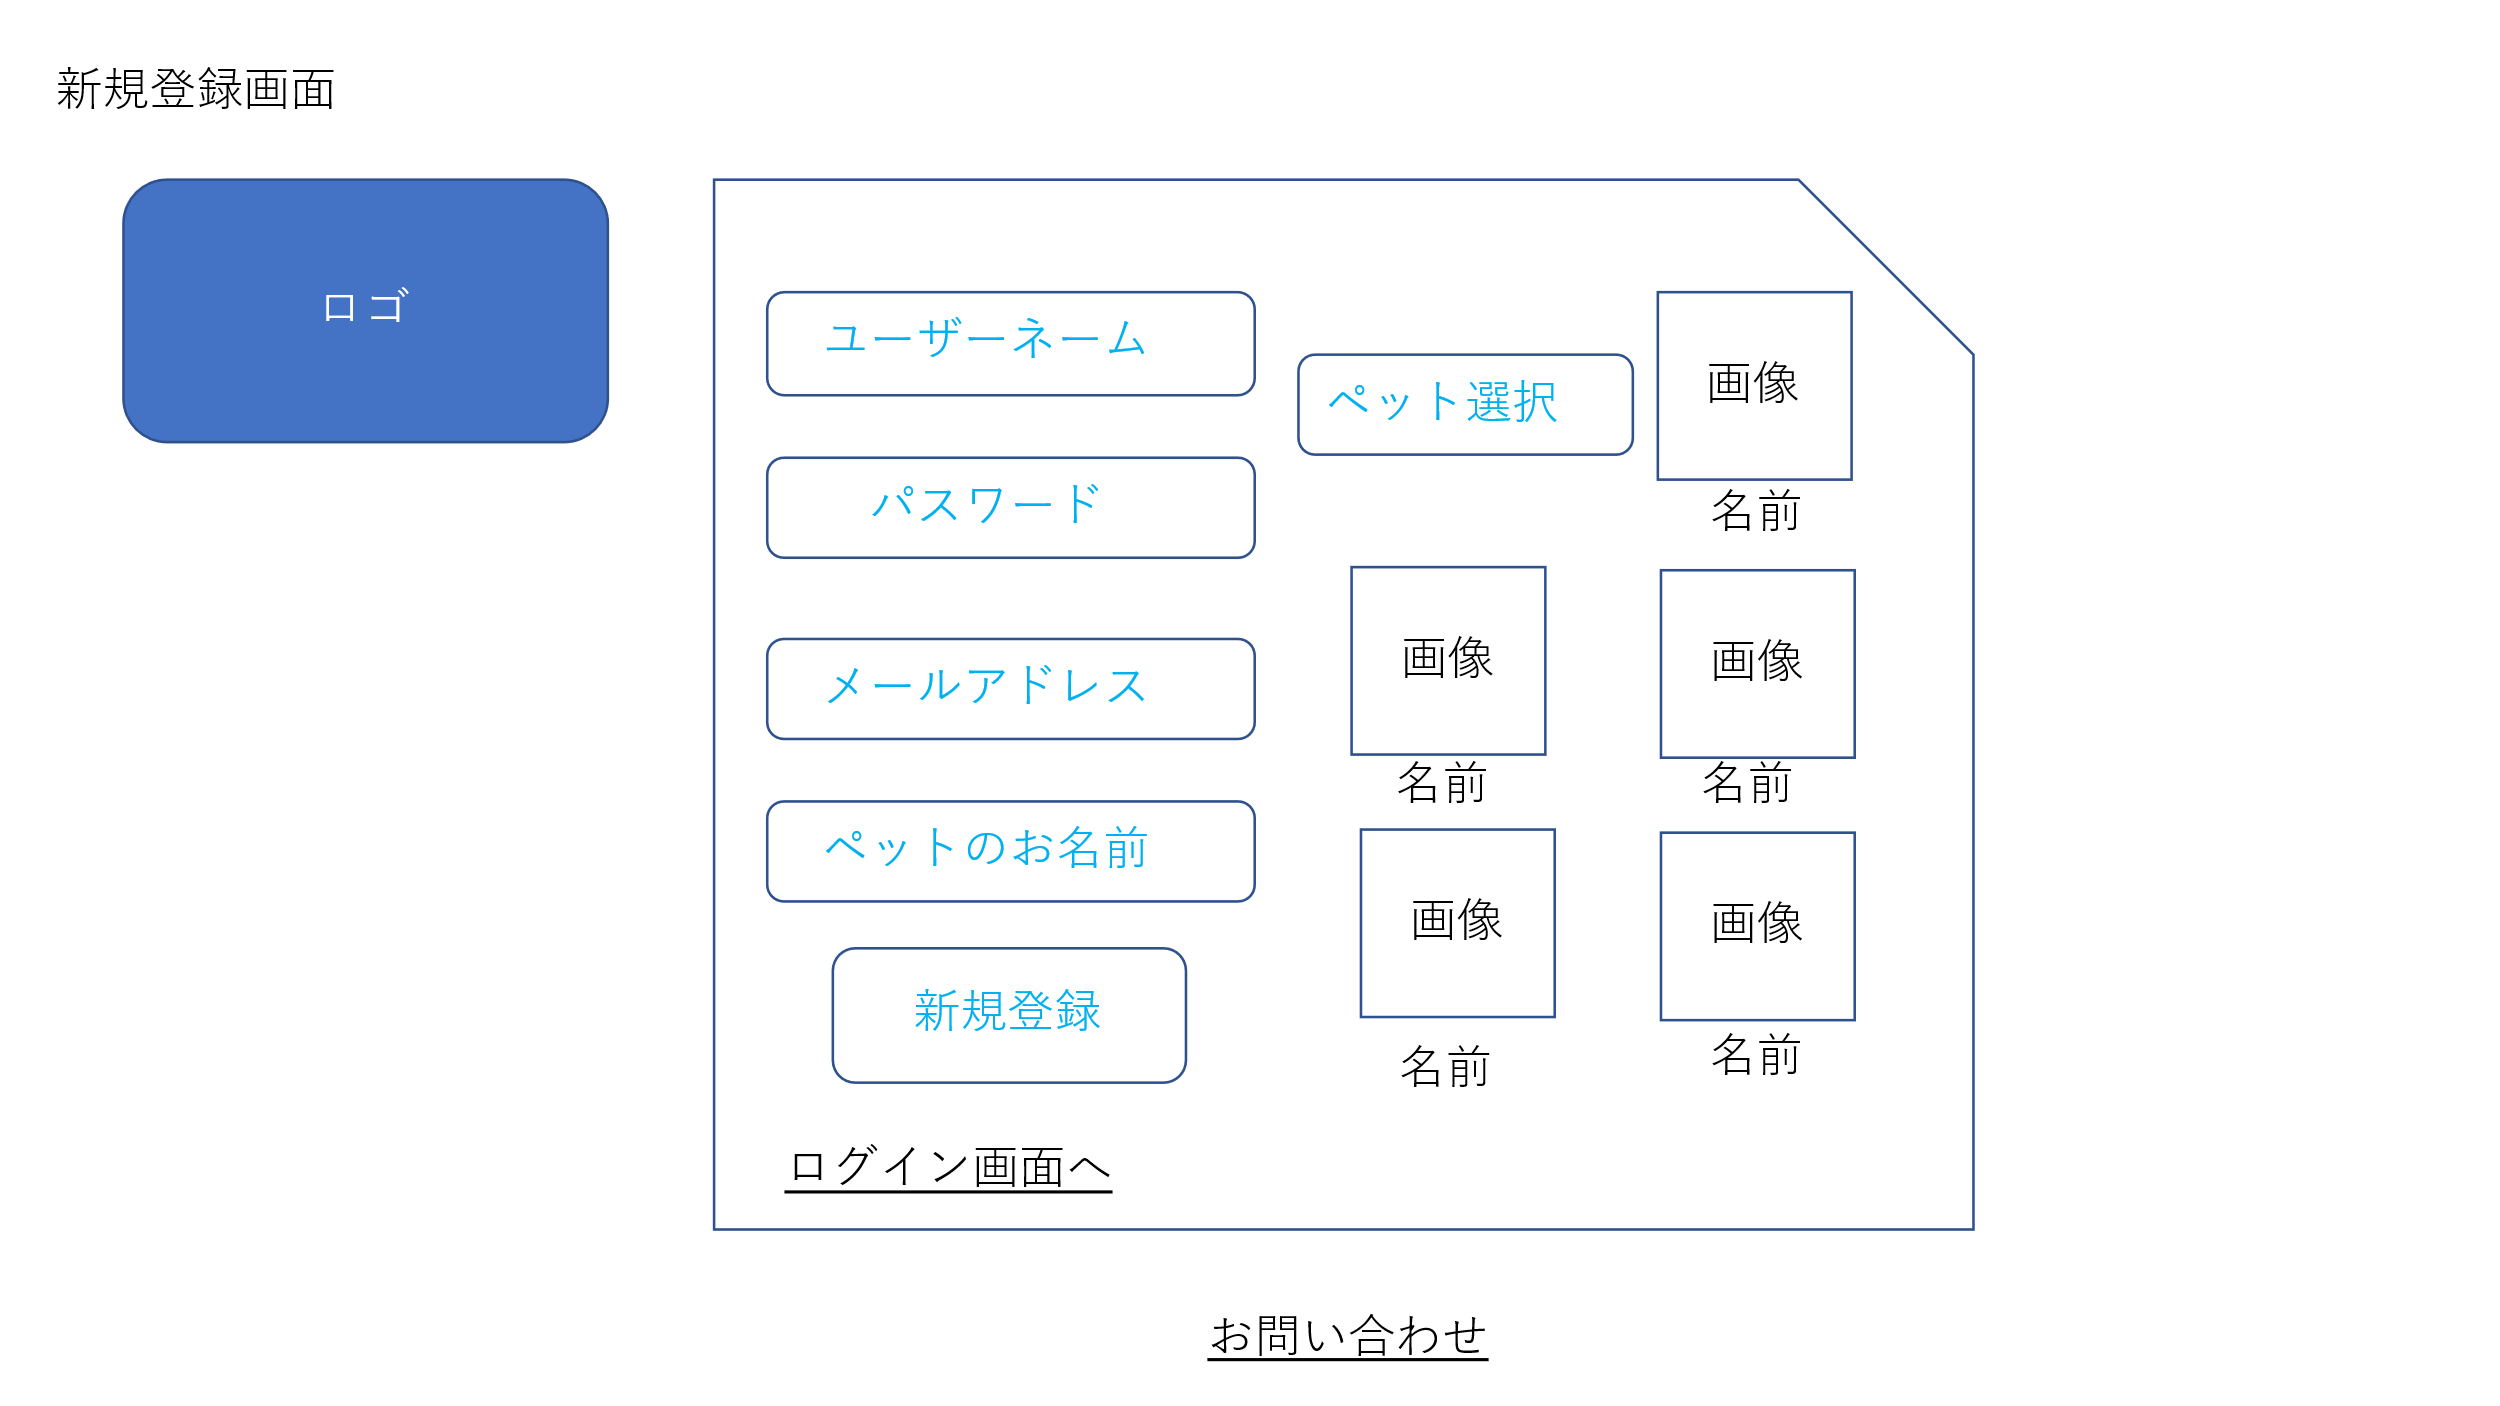 新規登録画面
ロゴ
ユーザーネーム
パスワード
メールアドレス
ペットのお名前
新規登録
ログイン画面へ
ペット選択
画像
名前
画像
名前
画像
名前
画像
名前
画像
名前
お問い合わせ